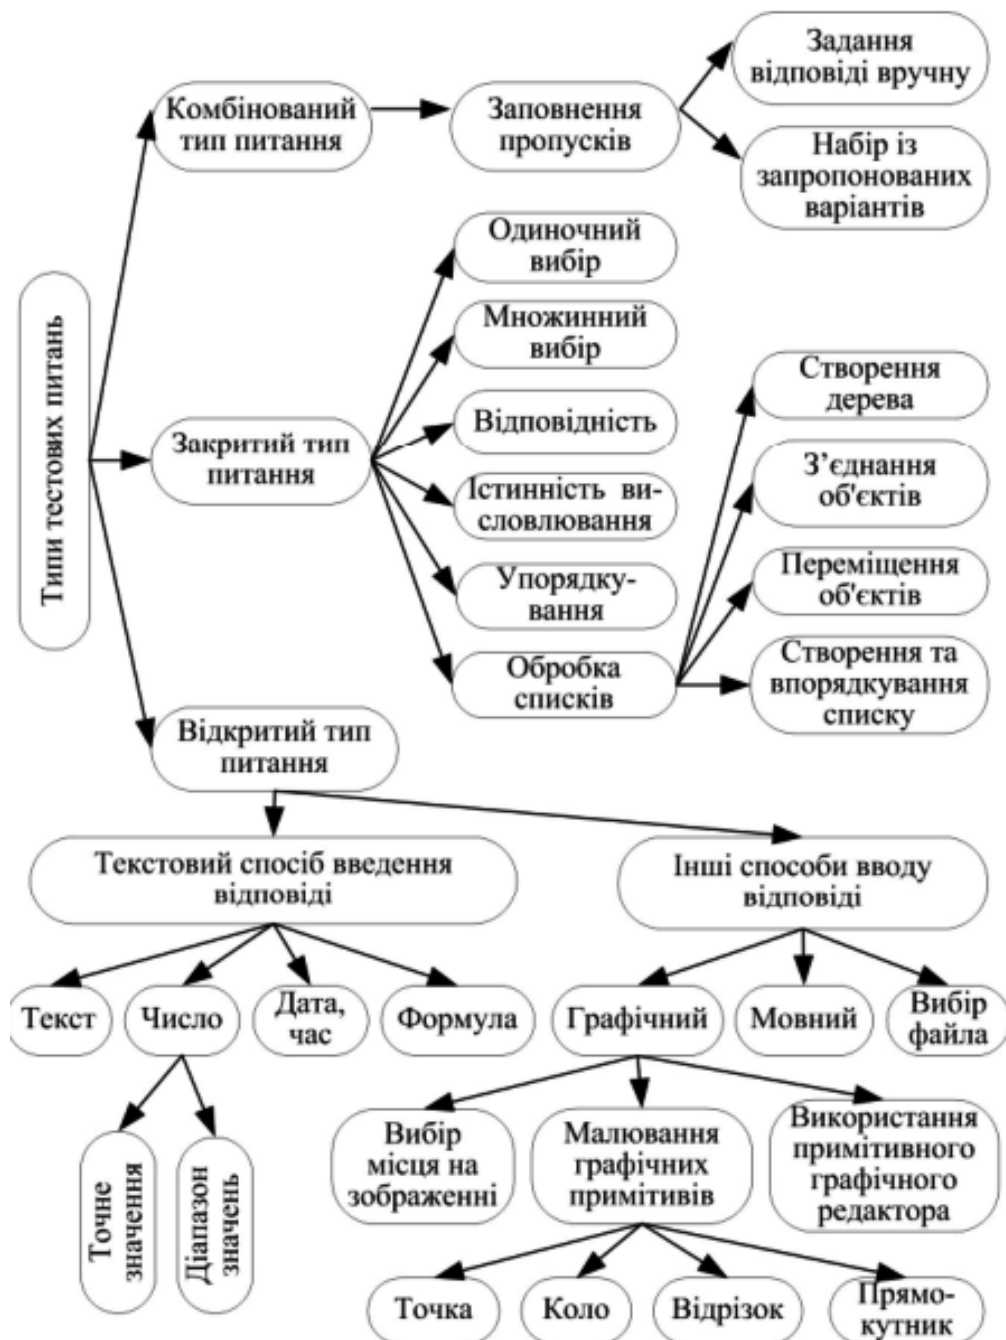 Задання
відповіді вручну
Комбінований
тип питання
Заповнення
пропусків
Набір із
запропонованих
варіантів
Одиночний
вибір
Множинний
вибір
Типи тестових питань
Створення
дерева
Відповідність
Закритий тип
питання
З’єднання
об'єктів
Істинність ви-
словлювання
Переміщення
об'єктів
Упорядку-
вання
Обробка
списків
Створення та
впорядкування
списку
Відкритий тип
питання
Текстовий спосіб введення
відповіді
Інші способи вводу
відповіді
Текст
Число
Дата,
час
Формула
Графічний
Мовний
Вибір
файла
Точне
значення
Діапазон
значень
Вибір
місця на
зображенні
Малювання
графічних
примітивів
Використання
примітивного
графічного
редактора
Точка
Коло
Відрізок
Прямо-
кутник